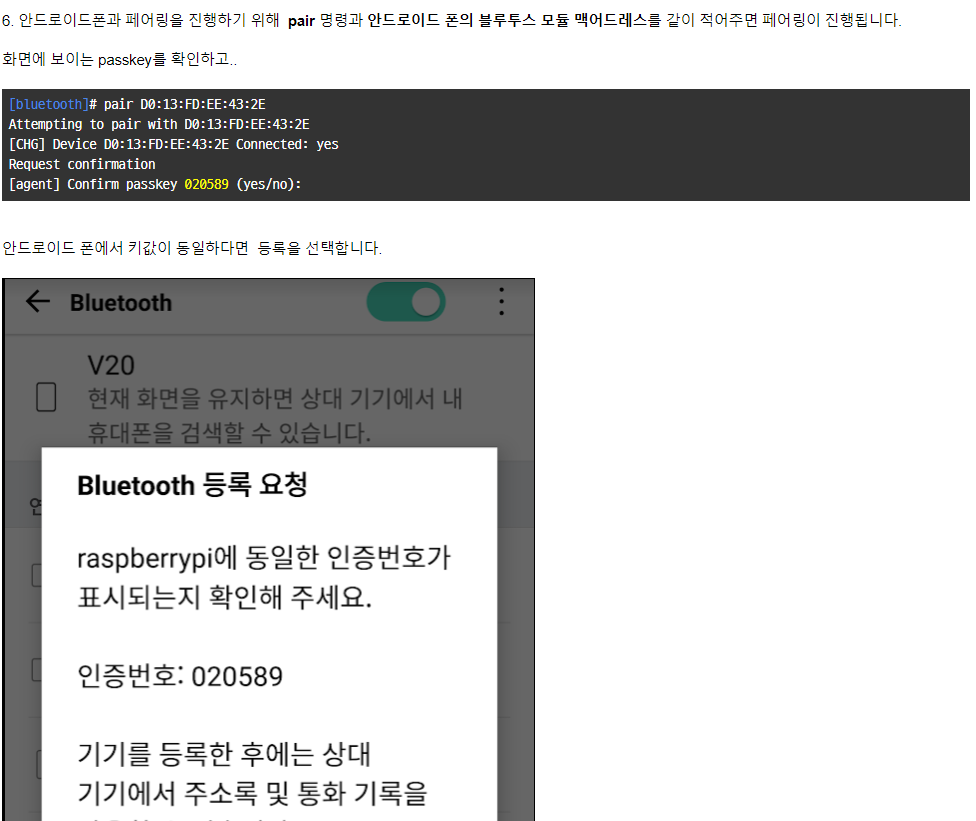 6. 안드로이드폰과 페어링을 진행하기 위해 pair 명령과 안드로이드 폰의 블루투스 모듈 맥어드레스를 같이 적어주면 페어링이 진행됩니다.
화면에 보이는 passkey를 확인하고..
[bluetooth]# pair D0:13:FD:EE:43:2E
Attempting to pair with D0:13:FD:EE:43:2E
[CHG] Device D0:13:FD:EE:43:2E Connected: yes
Request confirmation
[agent] Confirm passkey 020589 (yes/no):
안드로이드 폰에서 키값이 동일하다면 등록을 선택합니다.
Bluetooth
V20
현재 화면을 유지하면 상대 기기에서 내
휴대폰을 검색할 수 있습니다.
Bluetooth 등록 요청
raspberrypi에 동일한 인증번호가
표시되는지 확인해 주세요.
인증번호: 020589
기기를 등록한 후에는 상대
기기에서 주소록 및 통화 기록을